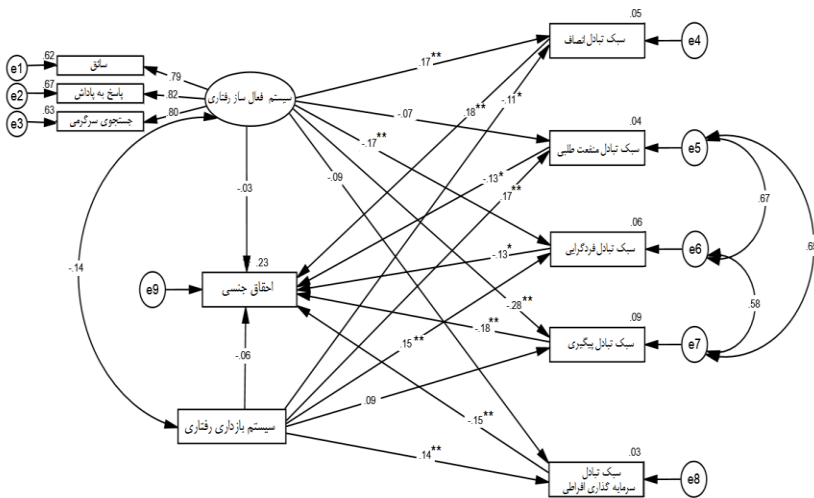 .05
سبک تبادل انصاف
e4
.62
e1
سائق
.79
.67
e2
پاسخ به پاداش
.82
.63
e3
جستجوی سرگرمی
.80
سیستم فعال ساز رفتاری
.17**
.18**
-.11*
-.07
.04
سبک تبادل منفعت طلبی
e5
-.17**
-.13*
.17**
-.03
-.09
.67
.06
سبک تبادل فردگرایی
e6
-.13*
-.14
.23
e9
احقاق جنسی
-.28**
.58
.09
سبک تبادل پیگیری
e7
-.18**
.15**
-.06
.09
سیستم بازداری رفتاری
-.15**
.14**
.03
سبک تبادل
سرمایه گذاری افراطی
e8